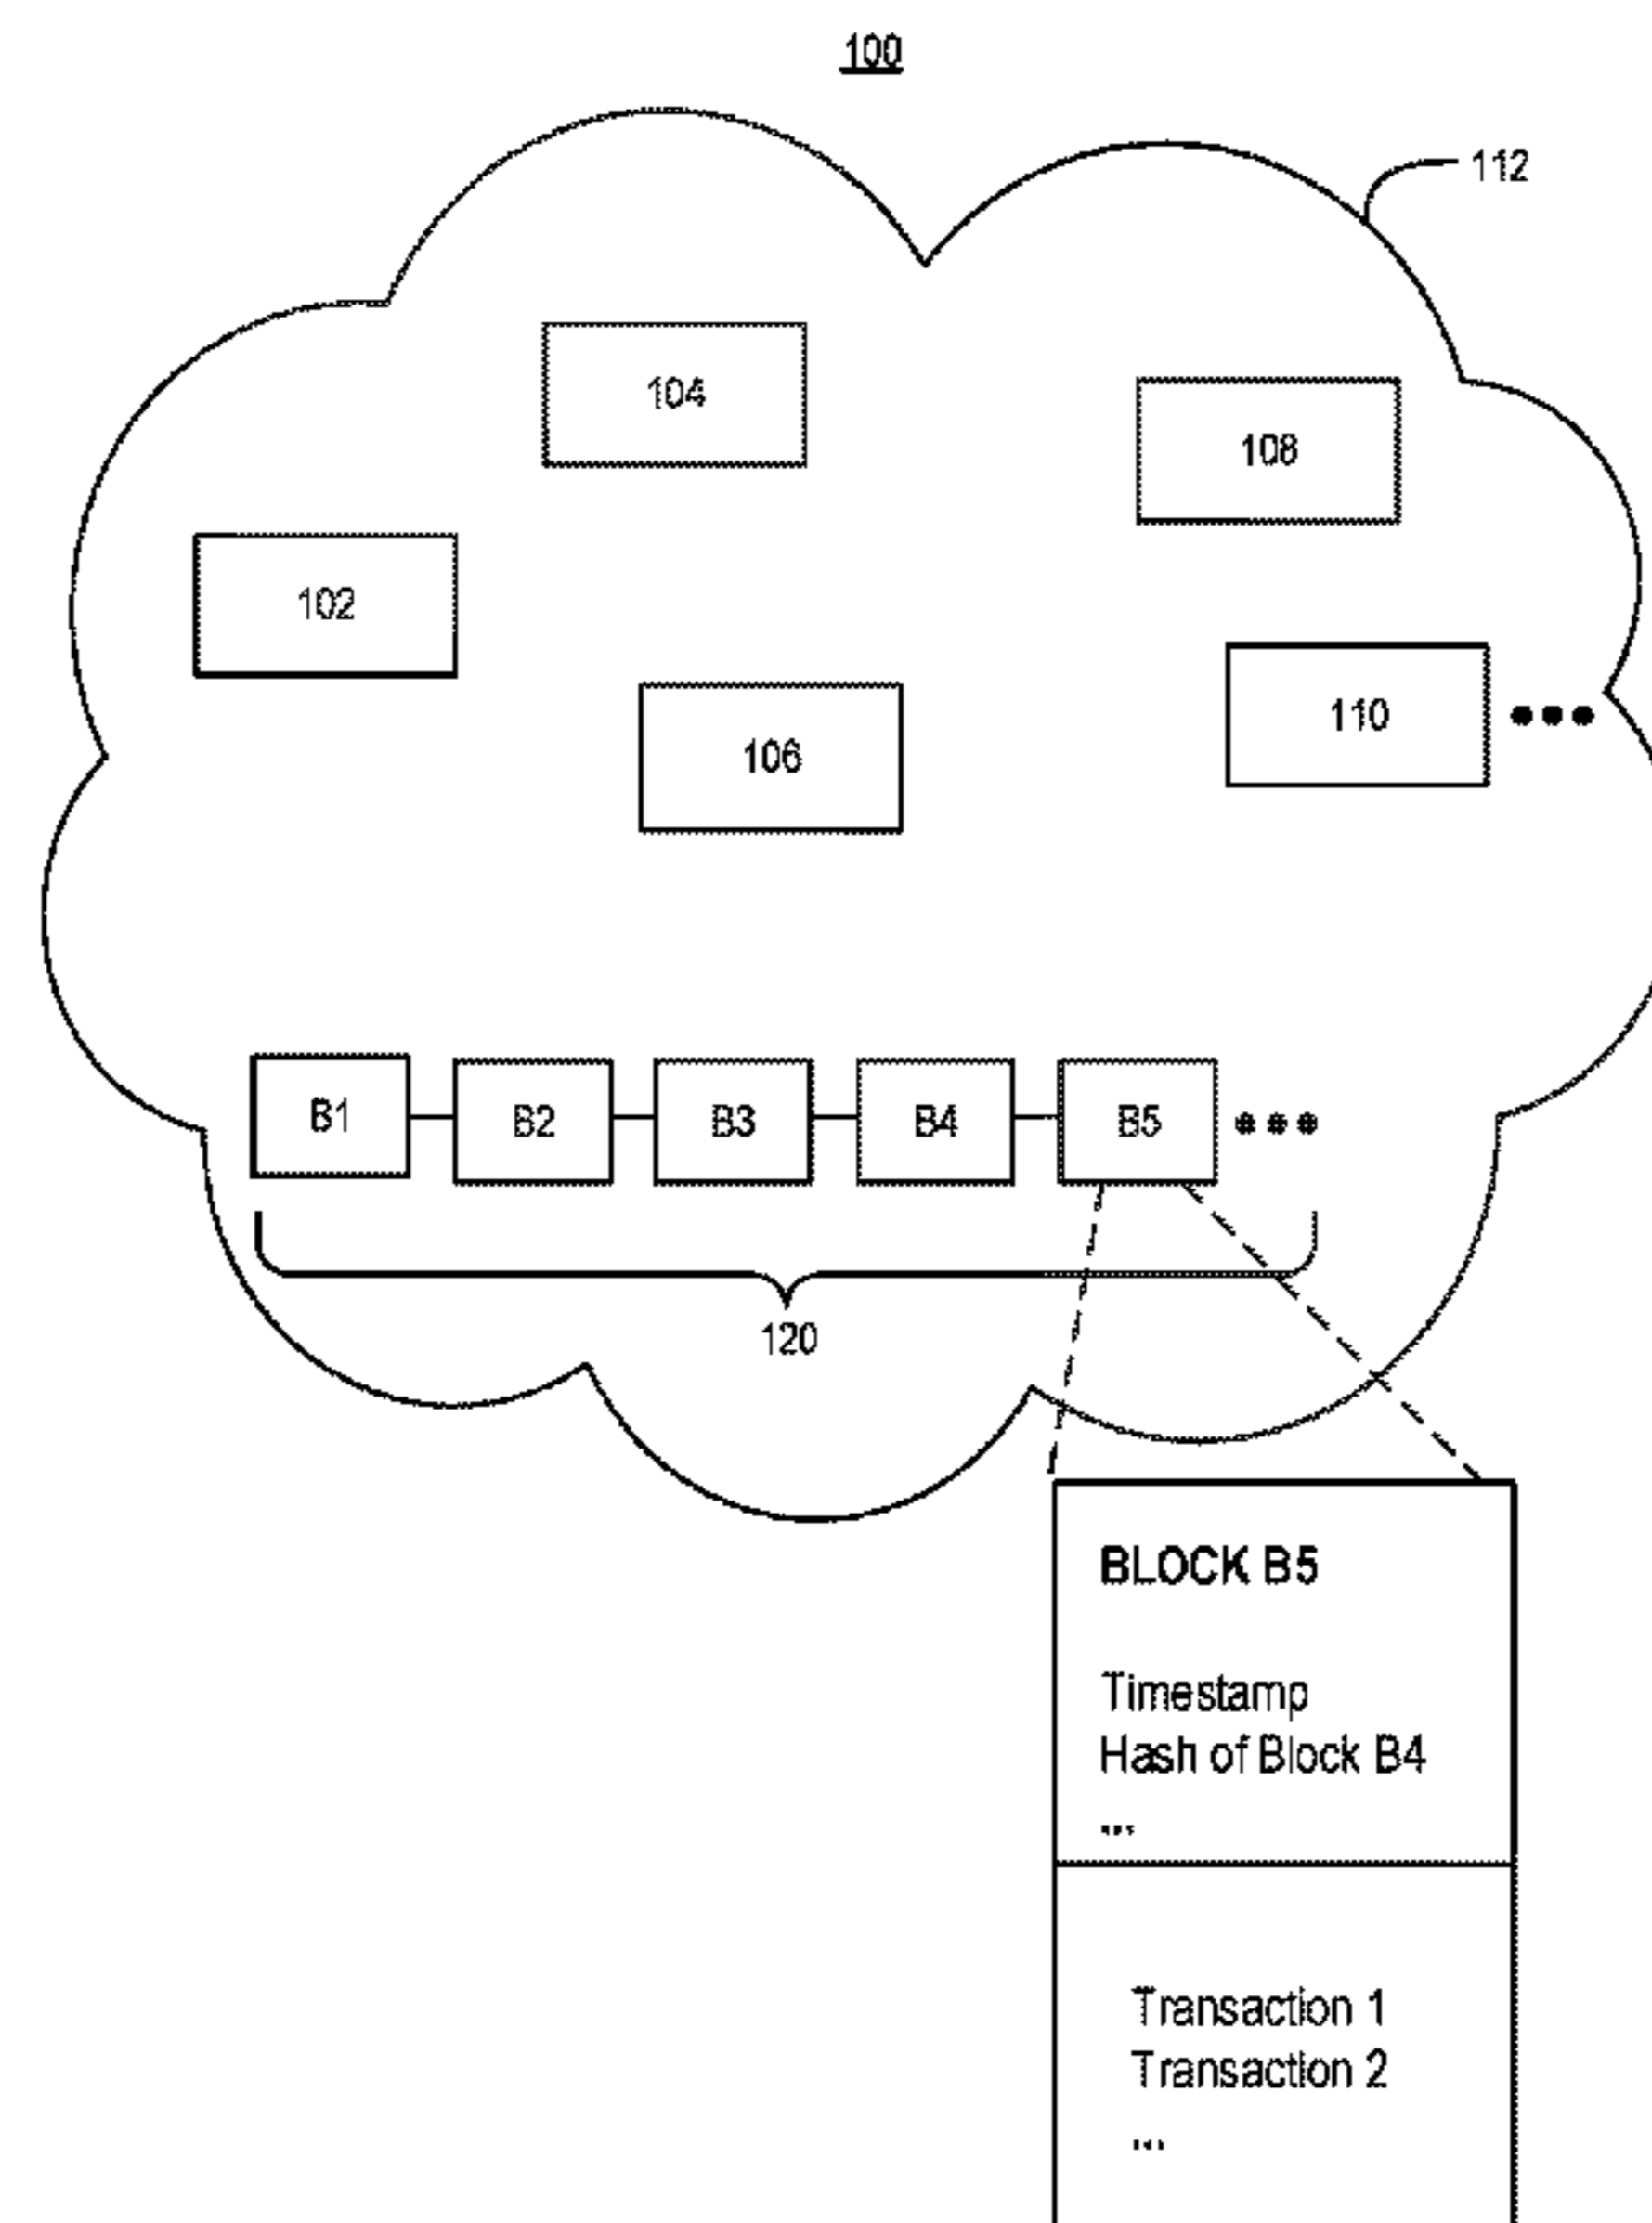 100
112
104
108
102
110 •••
106
B1 B2 B3 B4 B5 •••
120
BLOCK B5
Timestamp
Hash of Block B4
...
Transaction 1
Transaction 2
...